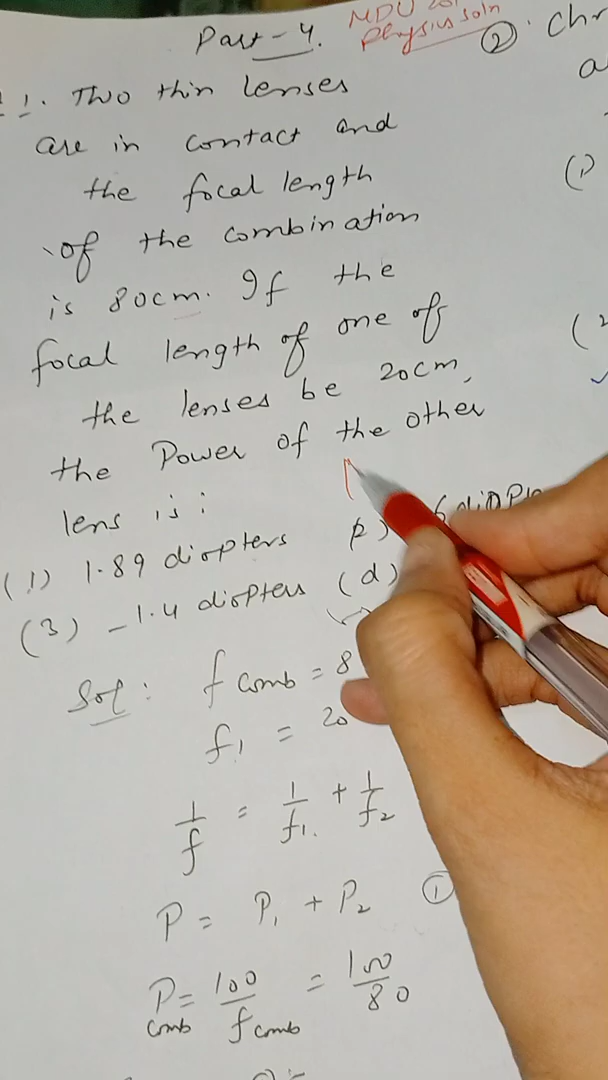 Part-4.
MDU
Physics Soln
1. Two thin lenses
are in contact and
the focal length
of the combination
is 80cm. If the
focal length of one of
the lenses be 20cm,
the Power of the other
lens is:
(1) 1.89 diopters
(3) -1.4 diopters (d)
Sol: f comb = 8
f1 = 20
1/f = 1/f1. + 1/f2
P = P1 + P2 ①
P comb = 100/f comb = 100/80
② Chr
a
(1)
(2